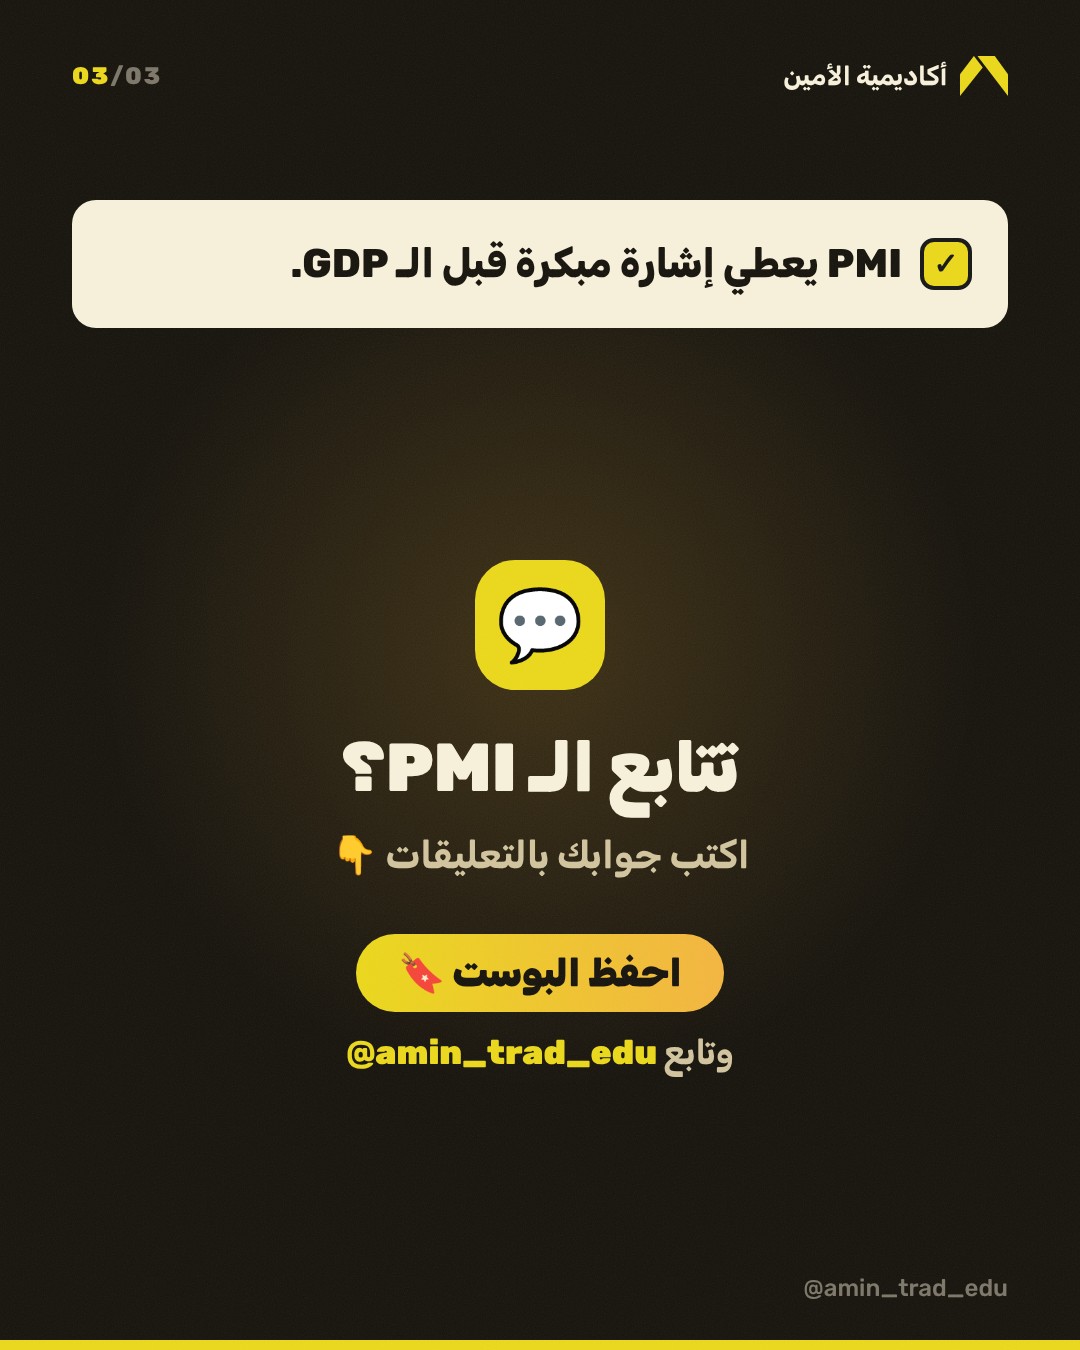 أكاديمية الأمين
03/03
✓ PMI يعطي إشارة مبكرة قبل الـ GDP.
تتابع الـ PMI؟
اكتب جوابك بالتعليقات 👇
احفظ البوست 🔖
وتابع @amin_trad_edu
@amin_trad_edu